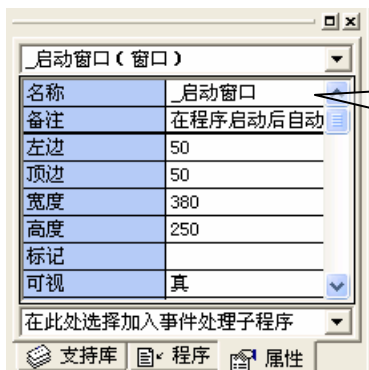 _启动窗口（窗口）
名称 _启动窗口
备注 在程序启动后自动
左边 50
顶边 50
宽度 380
高度 250
标记
可视 真
在此处选择加入事件处理子程序
支持库 程序 属性